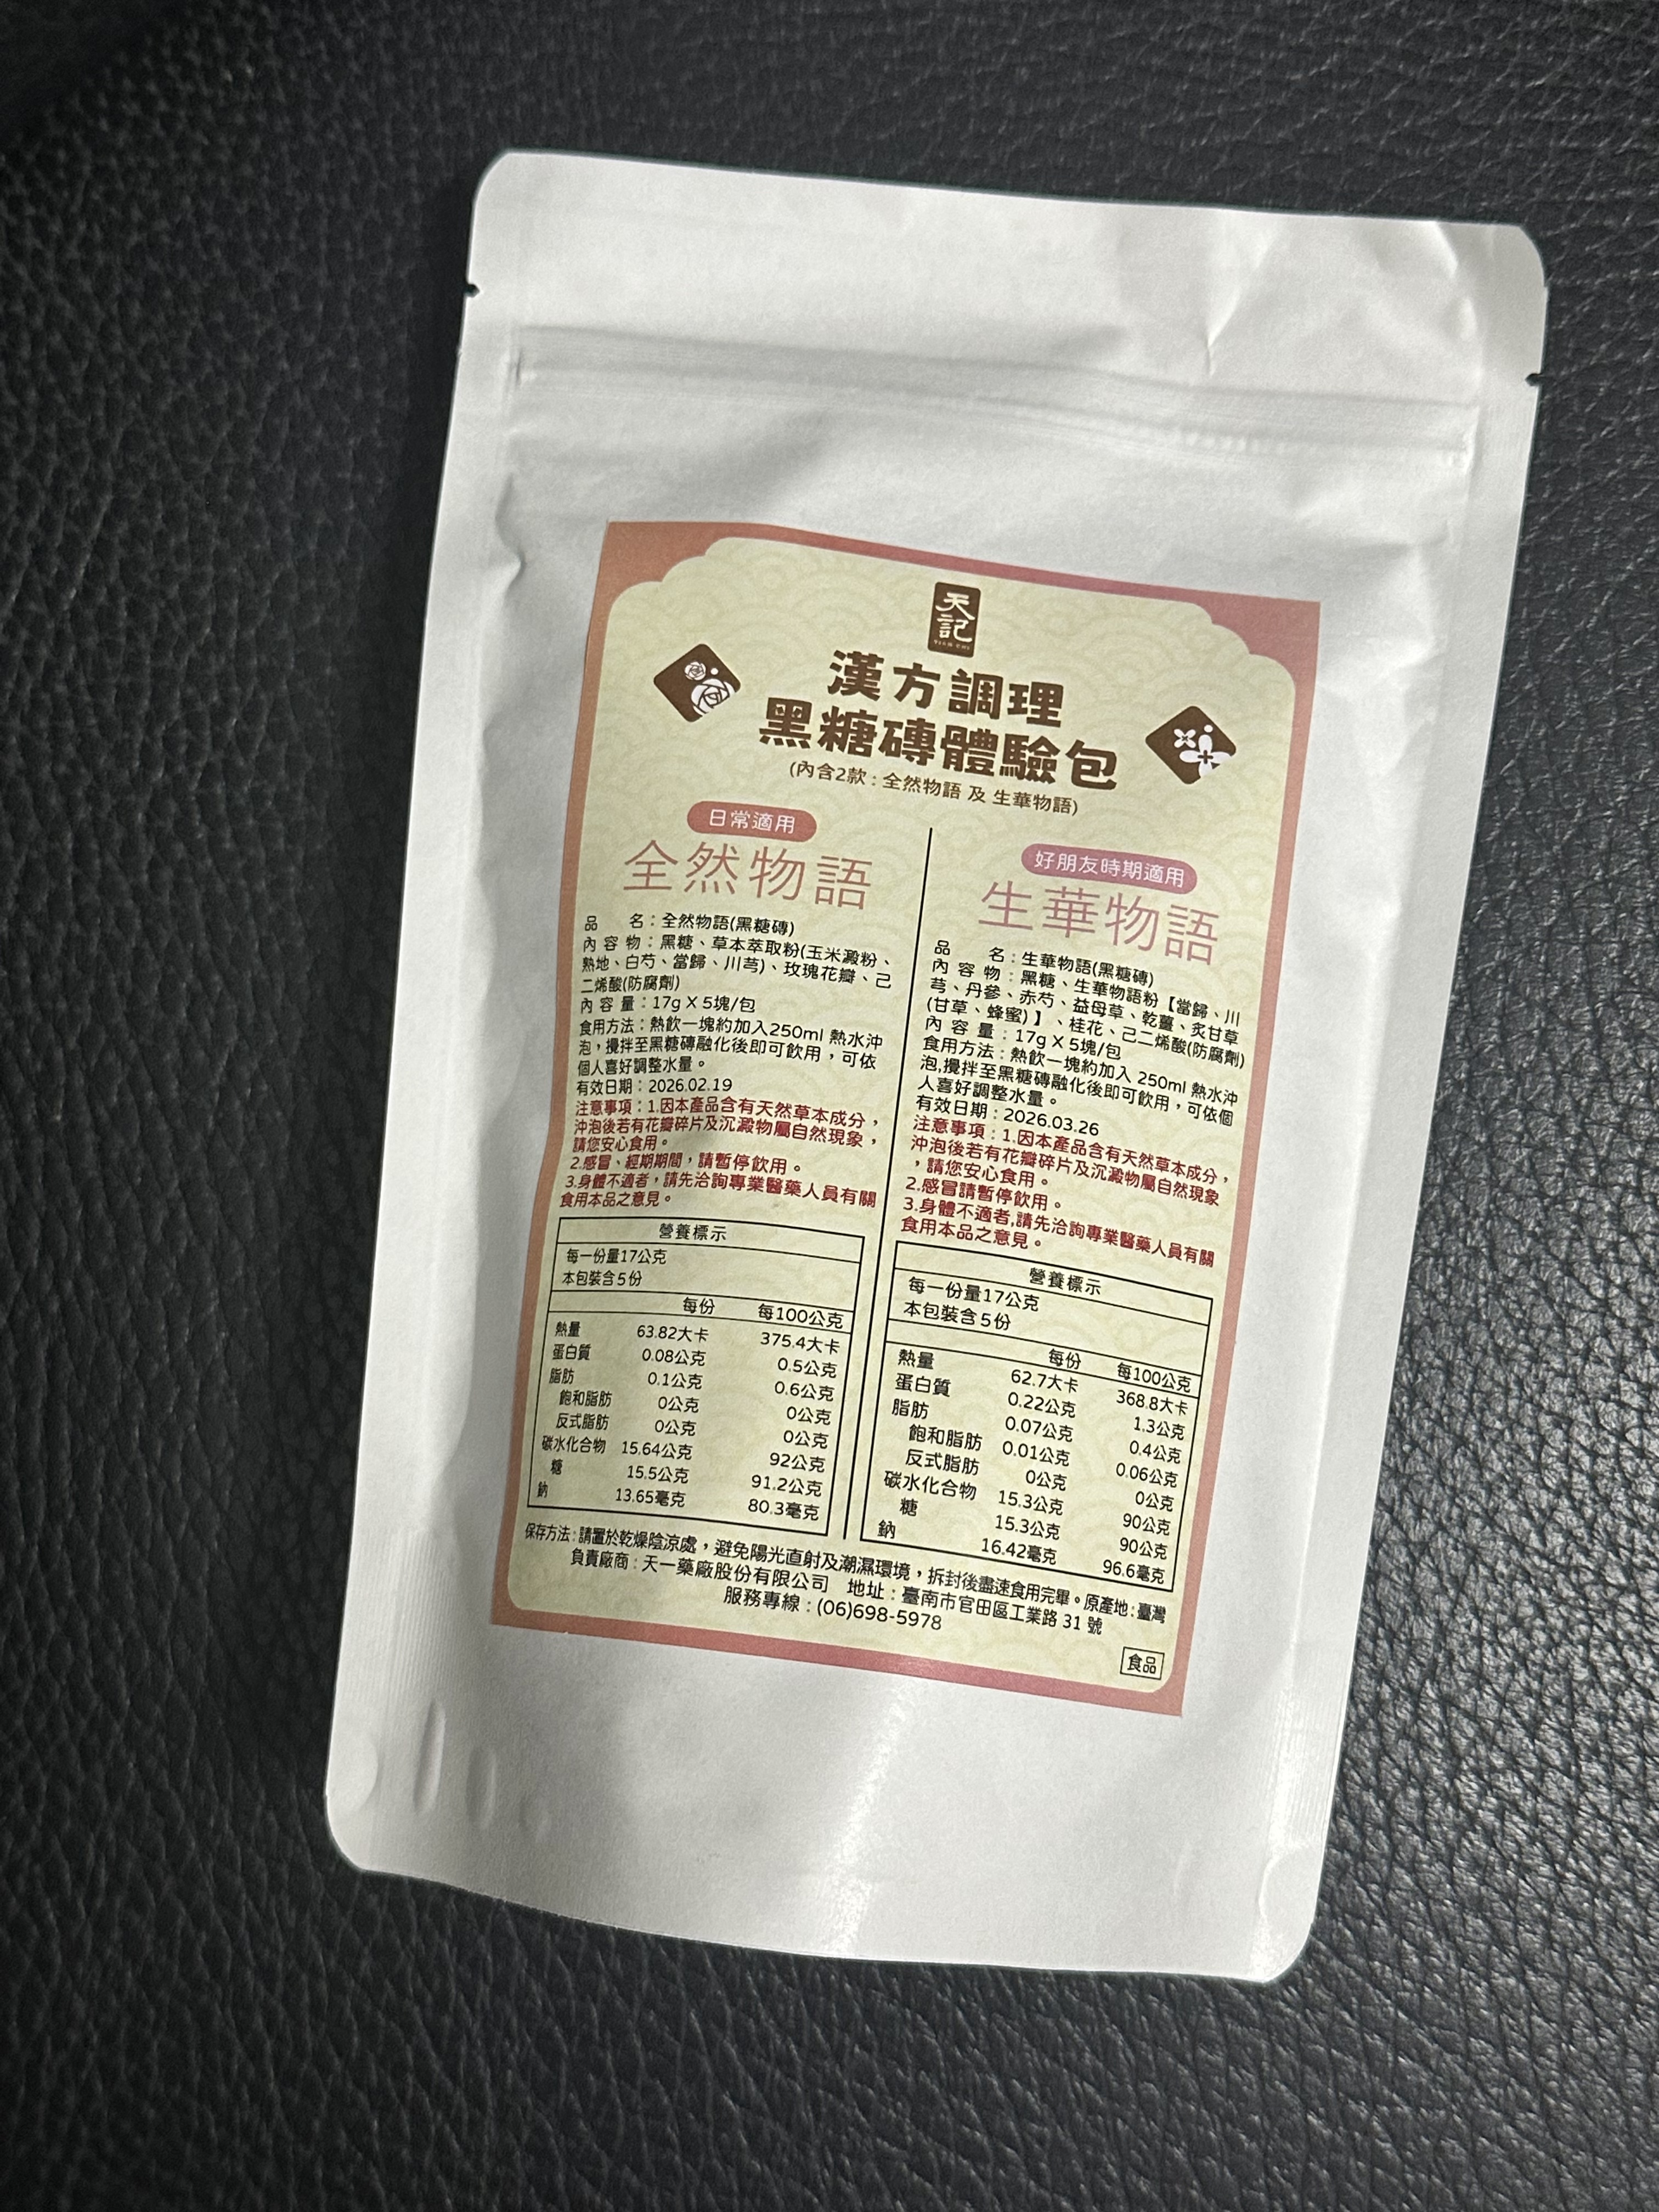 天記
TIAN CHI
漢方調理
黑糖磚體驗包
(內含2款：全然物語 及 生華物語)
日常適用
全然物語
品　　名：全然物語(黑糖磚)
內 容 物：黑糖、草本萃取粉(玉米澱粉、
熟地、白芍、當歸、川芎)、玫瑰花瓣、己
二烯酸(防腐劑)
內 容 量：17g X 5塊/包
食用方法：熱飲一塊約加入250ml 熱水沖
泡，攪拌至黑糖磚融化後即可飲用，可依
個人喜好調整水量。
有效日期：2026.02.19
注意事項：1.因本產品含有天然草本成分，
沖泡後若有花瓣碎片及沉澱物屬自然現象，
請您安心食用。
2.感冒、經期期間，請暫停飲用。
3.身體不適者，請先洽詢專業醫藥人員有關
食用本品之意見。
營養標示
每一份量17公克
本包裝含5份
每份　每100公克
熱量　63.82大卡　375.4大卡
蛋白質　0.08公克　0.5公克
脂肪　0.1公克　0.6公克
飽和脂肪　0公克　0公克
反式脂肪　0公克　0公克
碳水化合物　15.64公克　92公克
糖　15.5公克　91.2公克
鈉　13.65毫克　80.3毫克
好朋友時期適用
生華物語
品　　名：生華物語(黑糖磚)
內 容 物：黑糖、生華物語粉【當歸、川
芎、丹參、赤芍、益母草、乾薑、炙甘草
(甘草、蜂蜜)】、桂花、己二烯酸(防腐劑)
內 容 量：17g X 5塊/包
食用方法：熱飲一塊約加入 250ml 熱水沖
泡,攪拌至黑糖磚融化後即可飲用，可依個
人喜好調整水量。
有效日期：2026.03.26
注意事項：1.因本產品含有天然草本成分，
沖泡後若有花瓣碎片及沉澱物屬自然現象
，請您安心食用。
2.感冒請暫停飲用。
3.身體不適者,請先洽詢專業醫藥人員有關
食用本品之意見。
營養標示
每一份量17公克
本包裝含5份
每份　每100公克
熱量　62.7大卡　368.8大卡
蛋白質　0.22公克　1.3公克
脂肪　0.07公克　0.4公克
飽和脂肪　0.01公克　0.06公克
反式脂肪　0公克　0公克
碳水化合物　15.3公克　90公克
糖　15.3公克　90公克
鈉　16.42毫克　96.6毫克
保存方法：請置於乾燥陰涼處，避免陽光直射及潮濕環境，拆封後盡速食用完畢。原產地：臺灣
負責廠商：天一藥廠股份有限公司　地址：臺南市官田區工業路 31 號
服務專線：(06)698-5978
食品